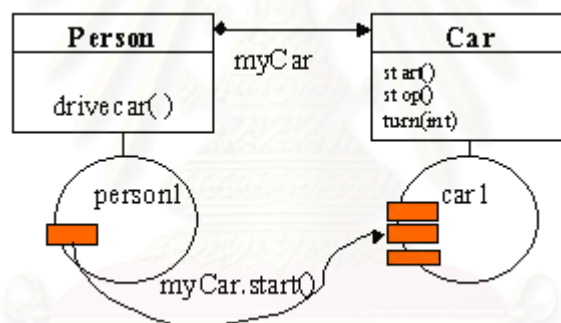 Person
Car
myCar
drivecar()
start()
stop()
turn(int)
person1
car1
myCar.start()